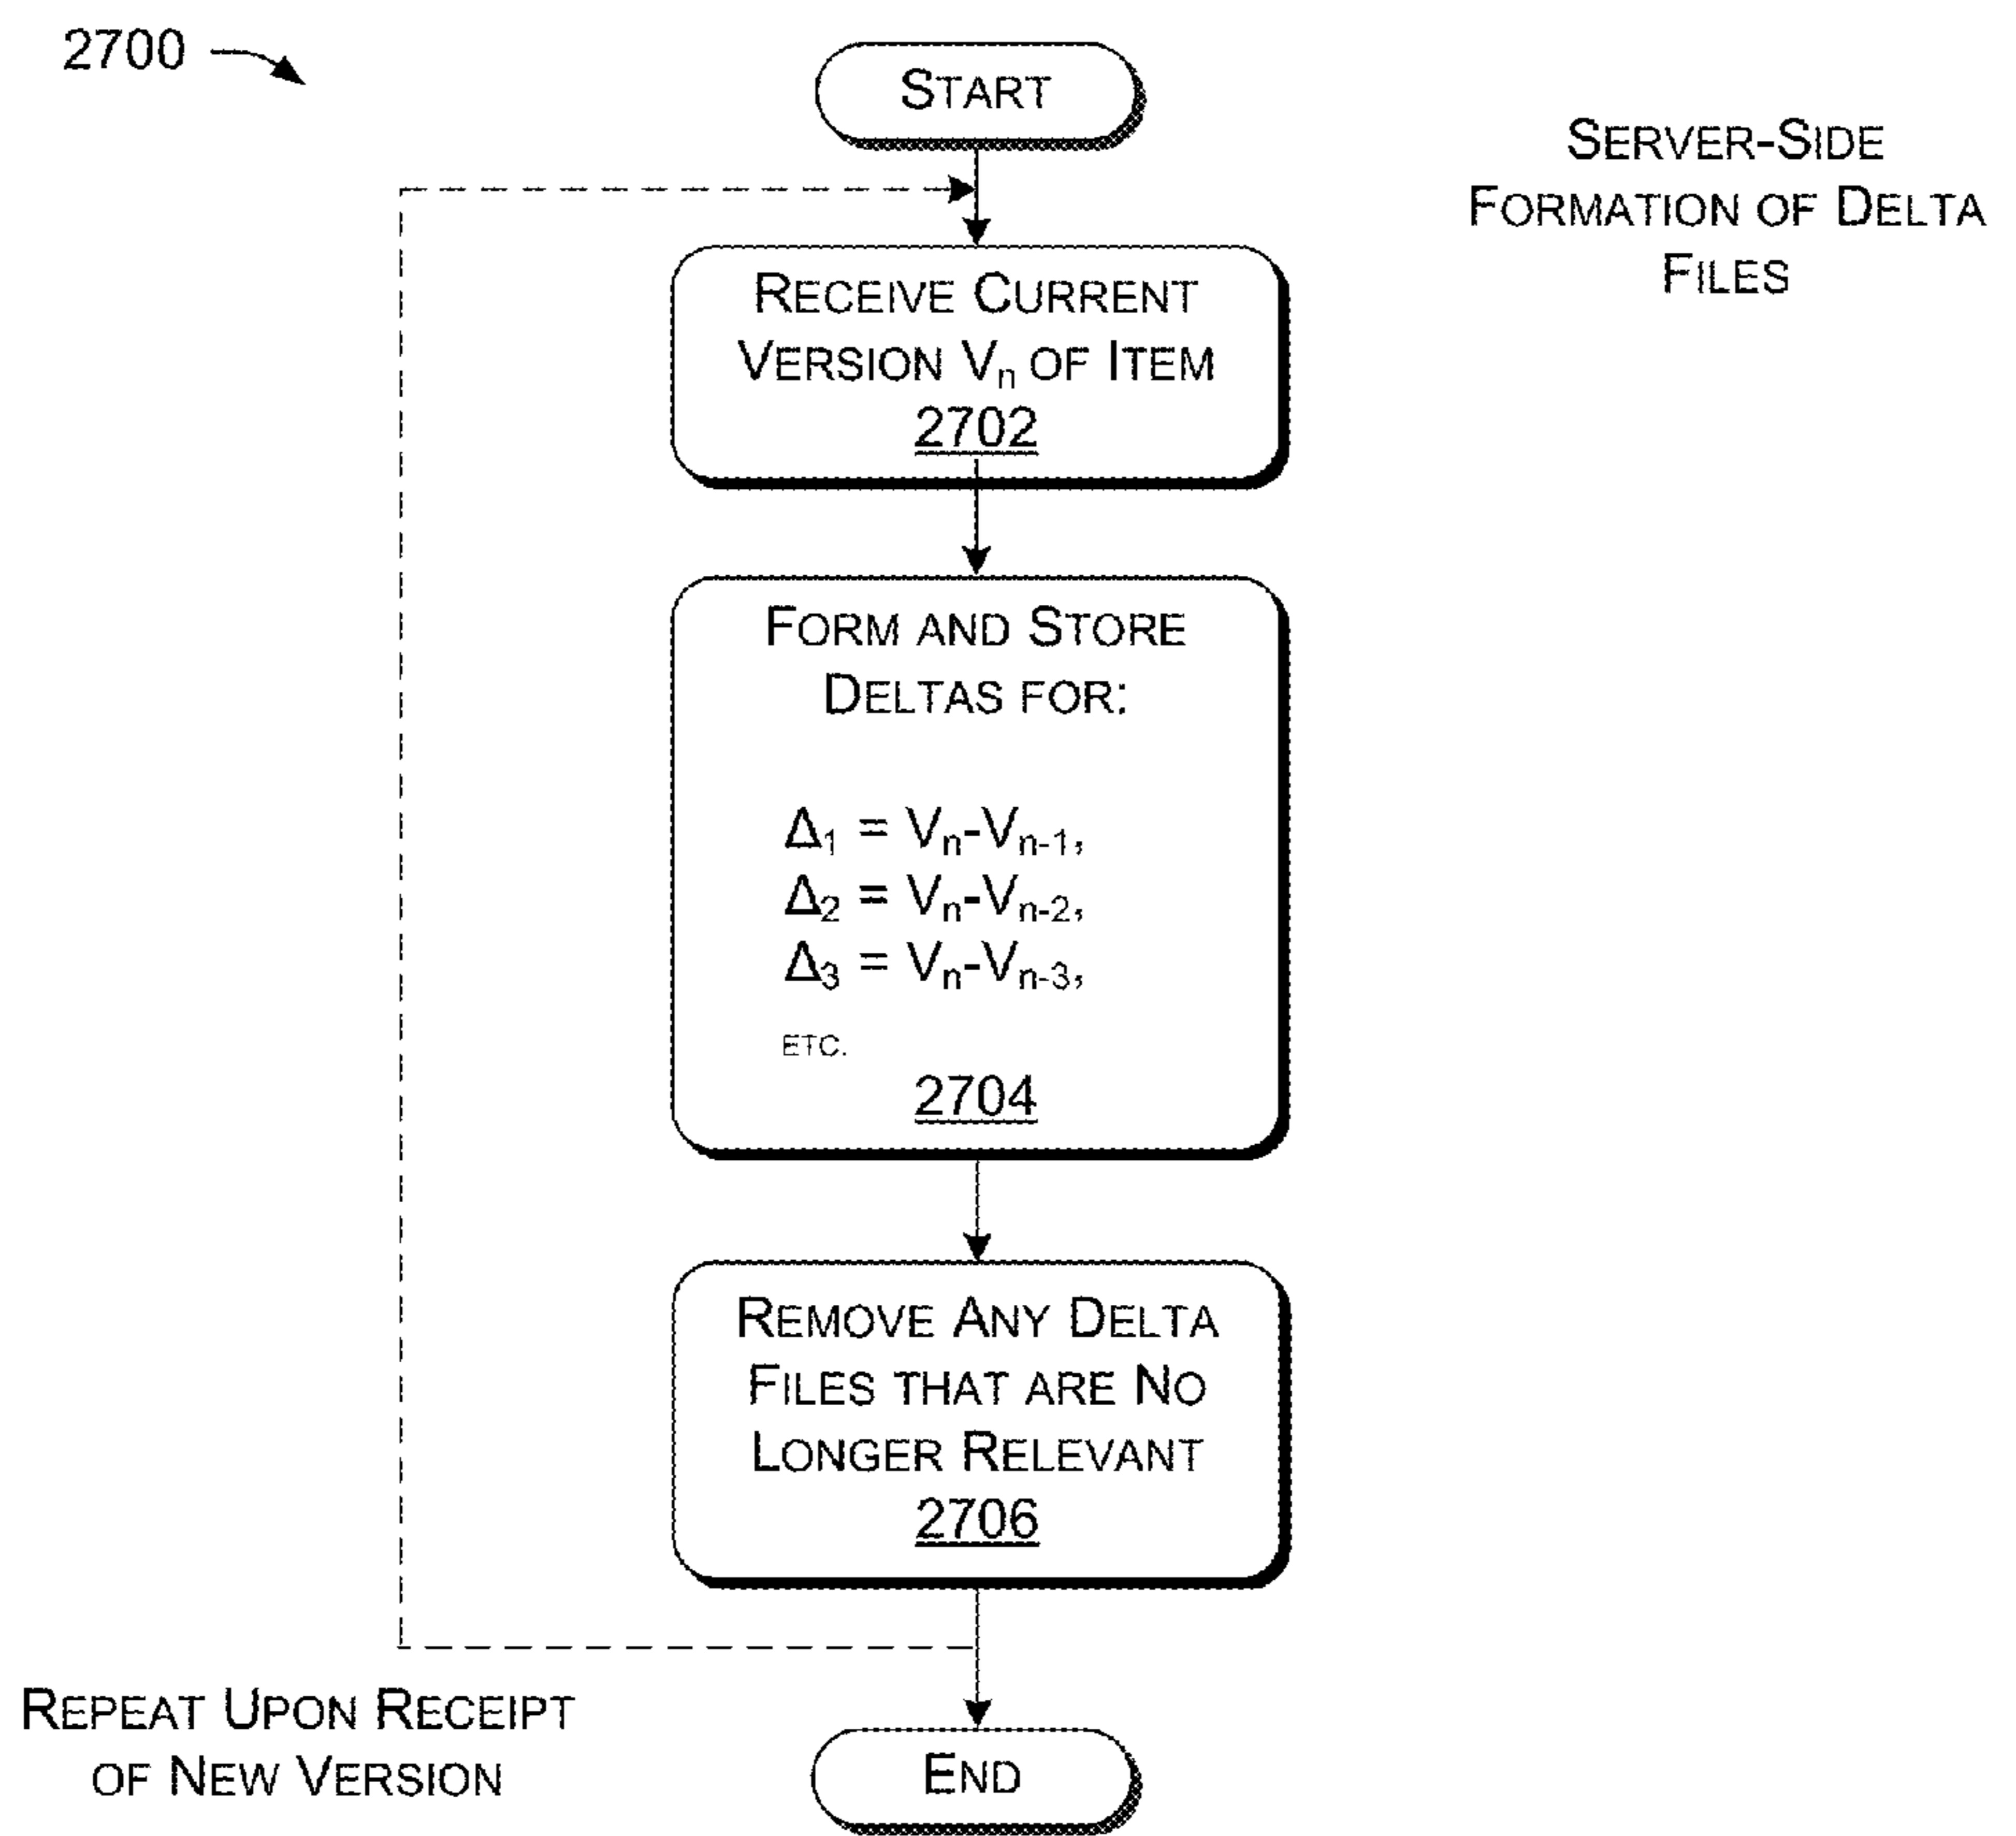 2700
START
SERVER-SIDE
FORMATION OF DELTA
FILES
RECEIVE CURRENT
VERSION Vn OF ITEM
2702
FORM AND STORE
DELTAS FOR:
Δ1 = Vn-Vn-1,
Δ2 = Vn-Vn-2,
Δ3 = Vn-Vn-3,
ETC.
2704
REMOVE ANY DELTA
FILES THAT ARE NO
LONGER RELEVANT
2706
REPEAT UPON RECEIPT
OF NEW VERSION
END